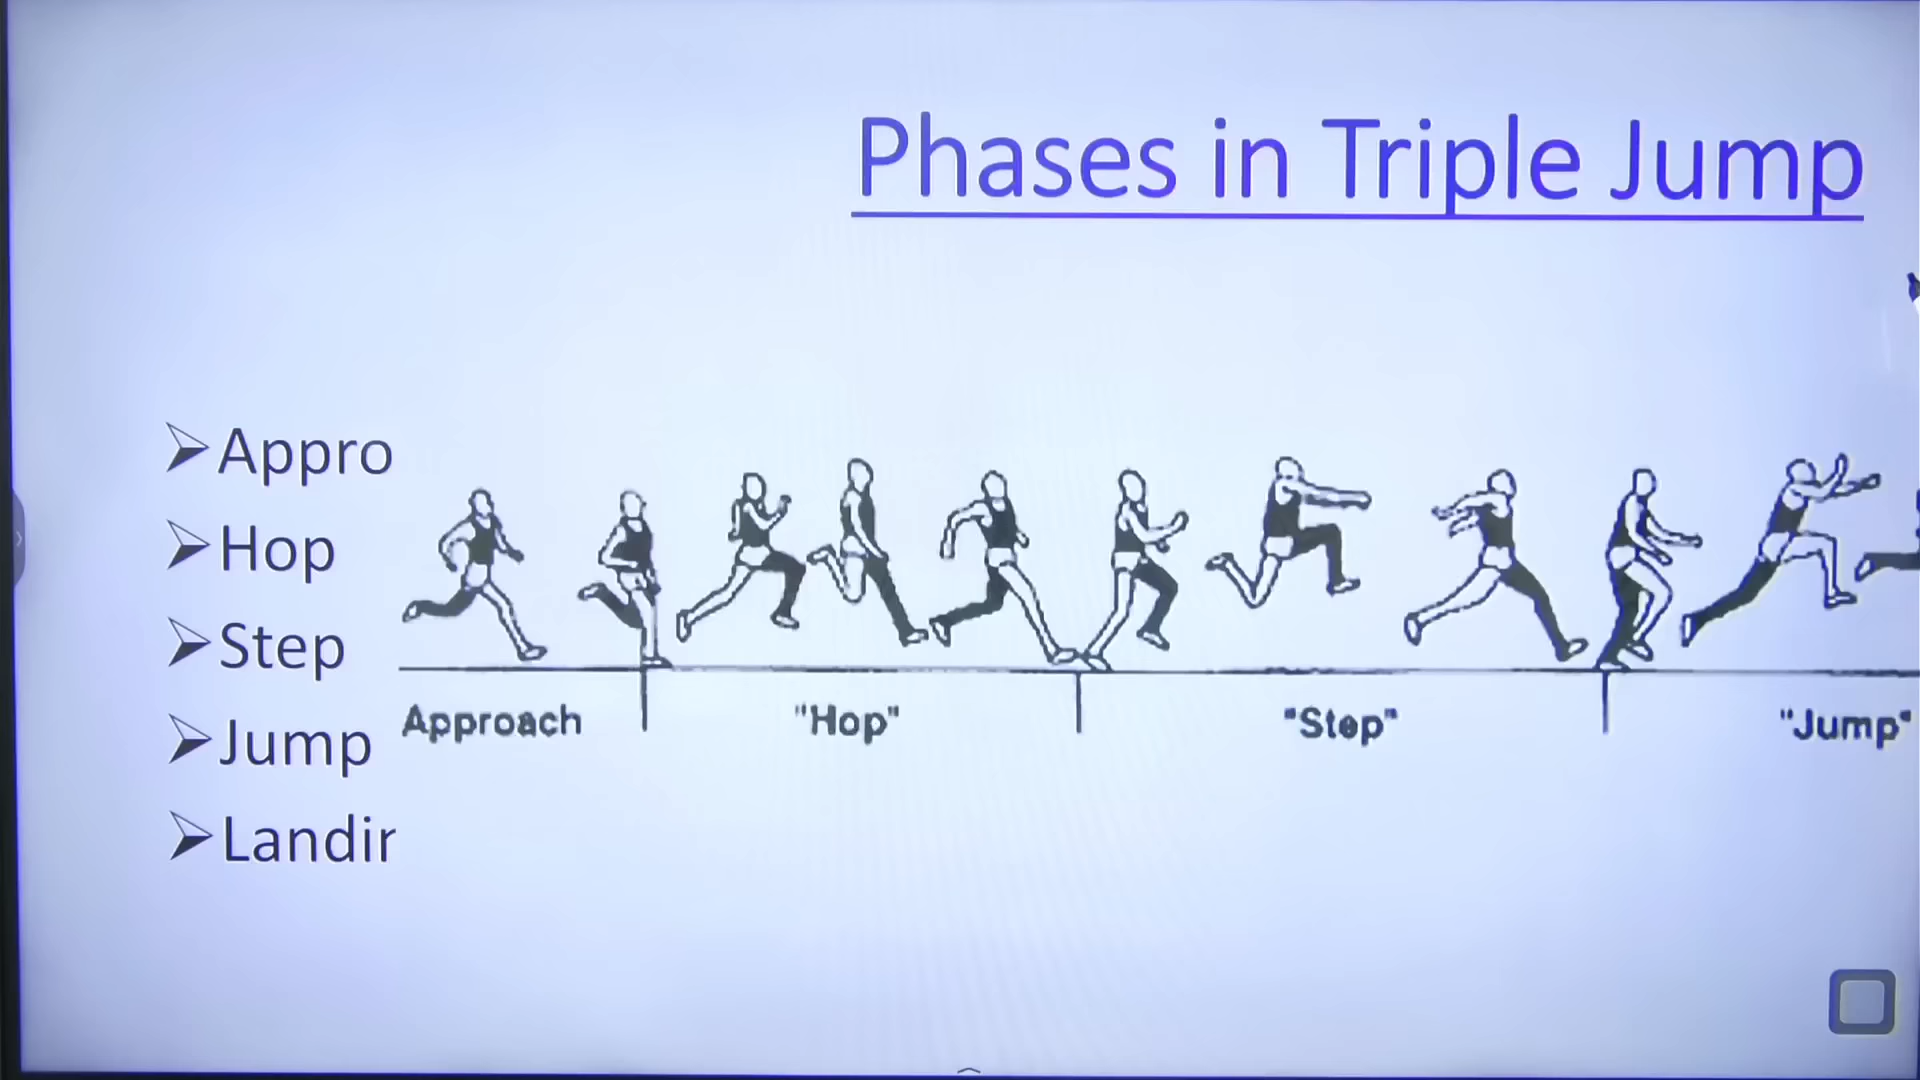 Phases in Triple Jump
Appro
Hop
Step
Jump
Landir
Approach
"Hop"
"Step"
"Jump"